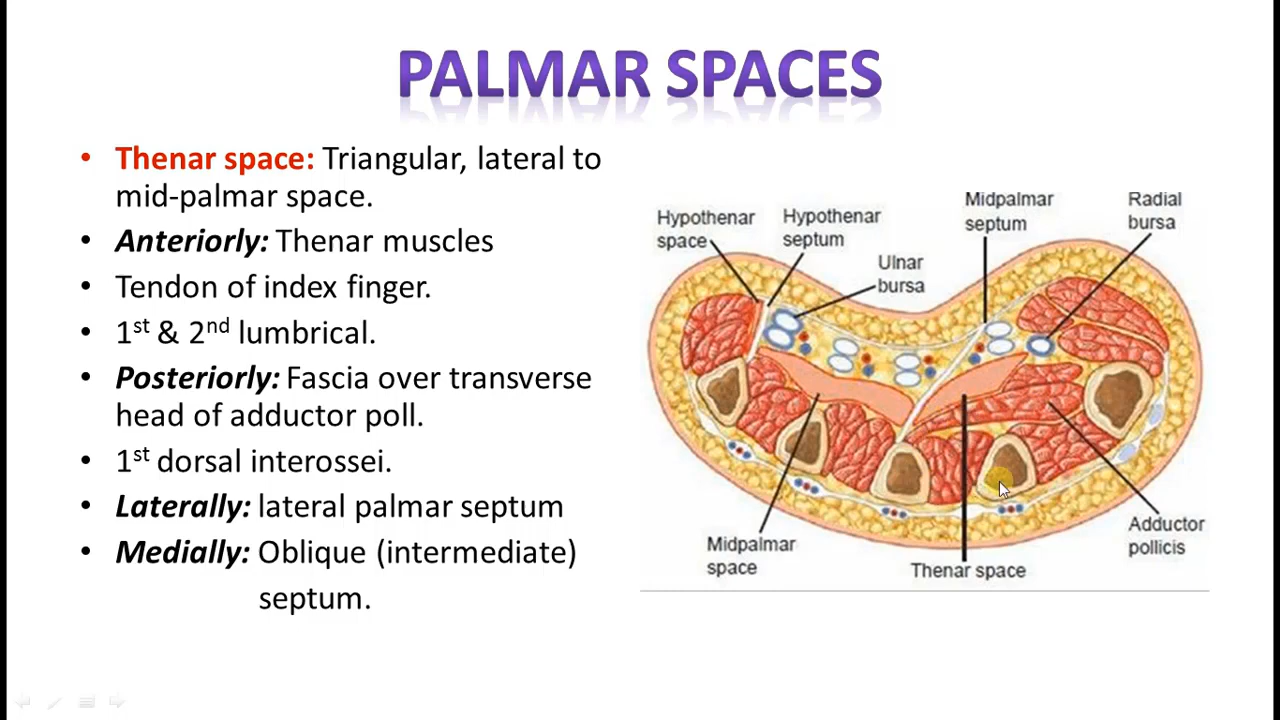 PALMAR SPACES
• Thenar space: Triangular, lateral to
mid-palmar space.
• Anteriorly: Thenar muscles
• Tendon of index finger.
• 1st & 2nd lumbrical.
• Posteriorly: Fascia over transverse
head of adductor poll.
• 1st dorsal interossei.
• Laterally: lateral palmar septum
• Medially: Oblique (intermediate)
septum.
Hypothenar
space
Hypothenar
septum
Ulnar
bursa
Midpalmar
septum
Radial
bursa
Midpalmar
space
Thenar space
Adductor
pollicis